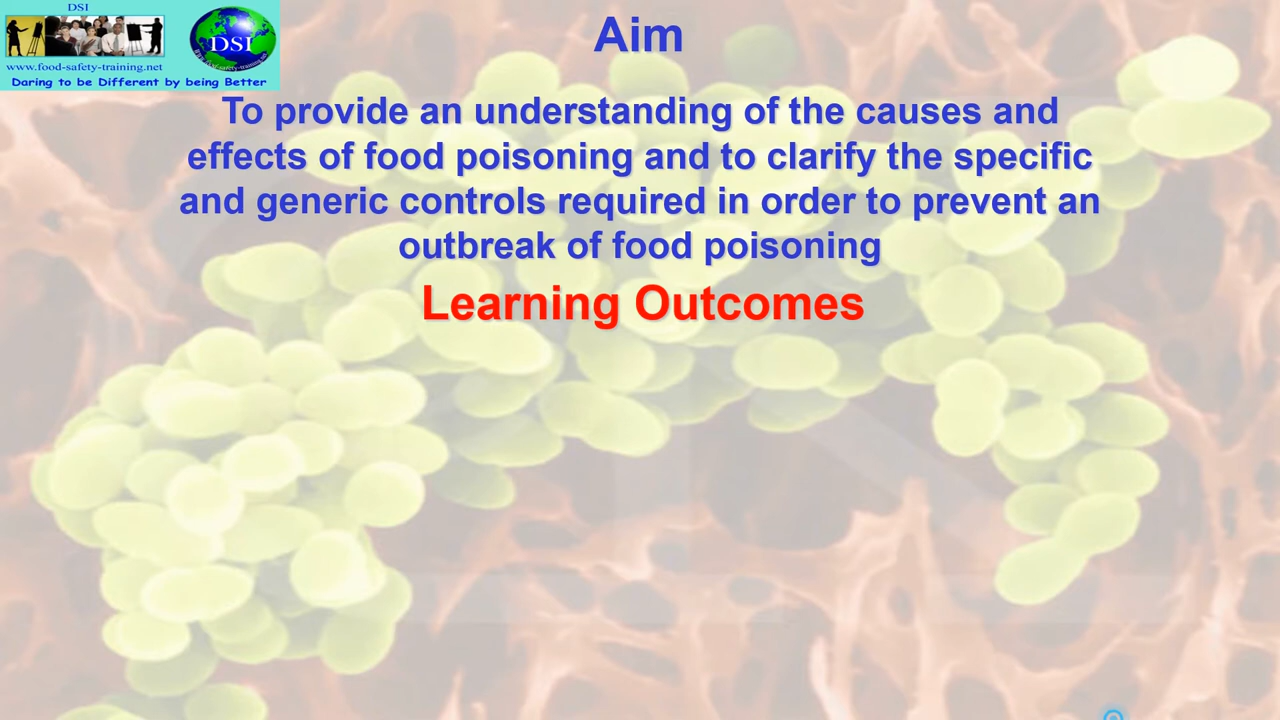 DSI
DSI
www.food-safety-training.net
Daring to be Different by being Better
Aim
To provide an understanding of the causes and
effects of food poisoning and to clarify the specific
and generic controls required in order to prevent an
outbreak of food poisoning
Learning Outcomes